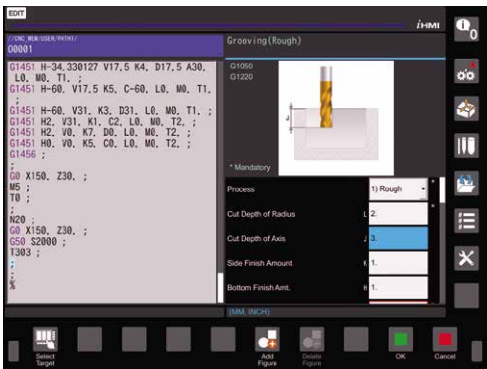 EDIT
iHMI
//CNC_MEM/USER/PATH1/
O0001
Grooving(Rough)
0
G1451 H-34.330127 V17.5 K4. D17.5 A30.
L0. M0. T1. ;
G1451 H-60. V17.5 K5. C-60. L0. M0. T1.
;
G1451 H-60. V31. K3. D31. L0. M0. T1. ;
G1451 H2. V31. K1. C2. L0. M0. T2. ;
G1451 H2. V0. K7. D0. L0. M0. T2. ;
G1451 H0. V0. K5. C0. L0. M0. T2. ;
G1456 ;
;
G0 X150. Z30. ;
M5 ;
T0 ;
;
N20 ;
G0 X150. Z30. ;
G50 S2000 ;
T303 ;
;
;
%
G1050
G1220
J
* Mandatory
Process 1) Rough
Cut Depth of Radius L 2.
Cut Depth of Axis J 3.
Side Finish Amount K 1.
Bottom Finish Amt. H 1.
(MM, INCH)
Select
Target
Add
Figure
Delete
Figure
OK
Cancel